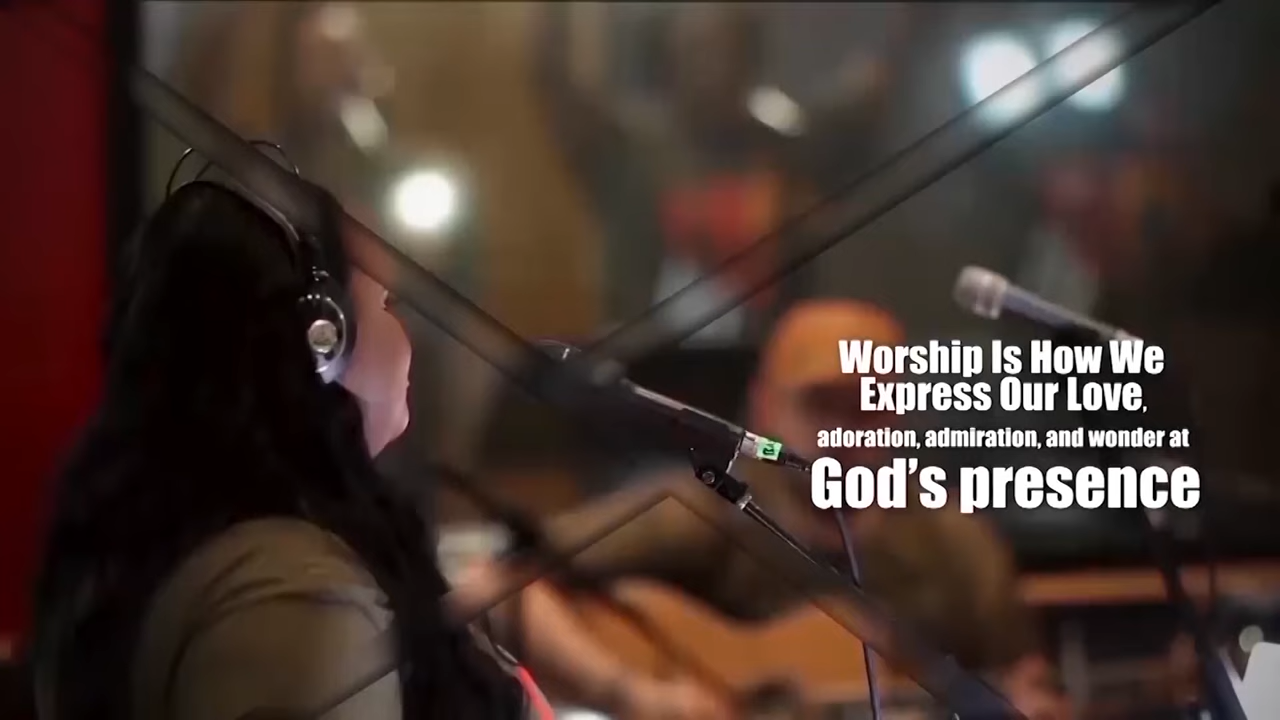 Worship Is How We
Express Our Love,
adoration, admiration, and wonder at
God's presence